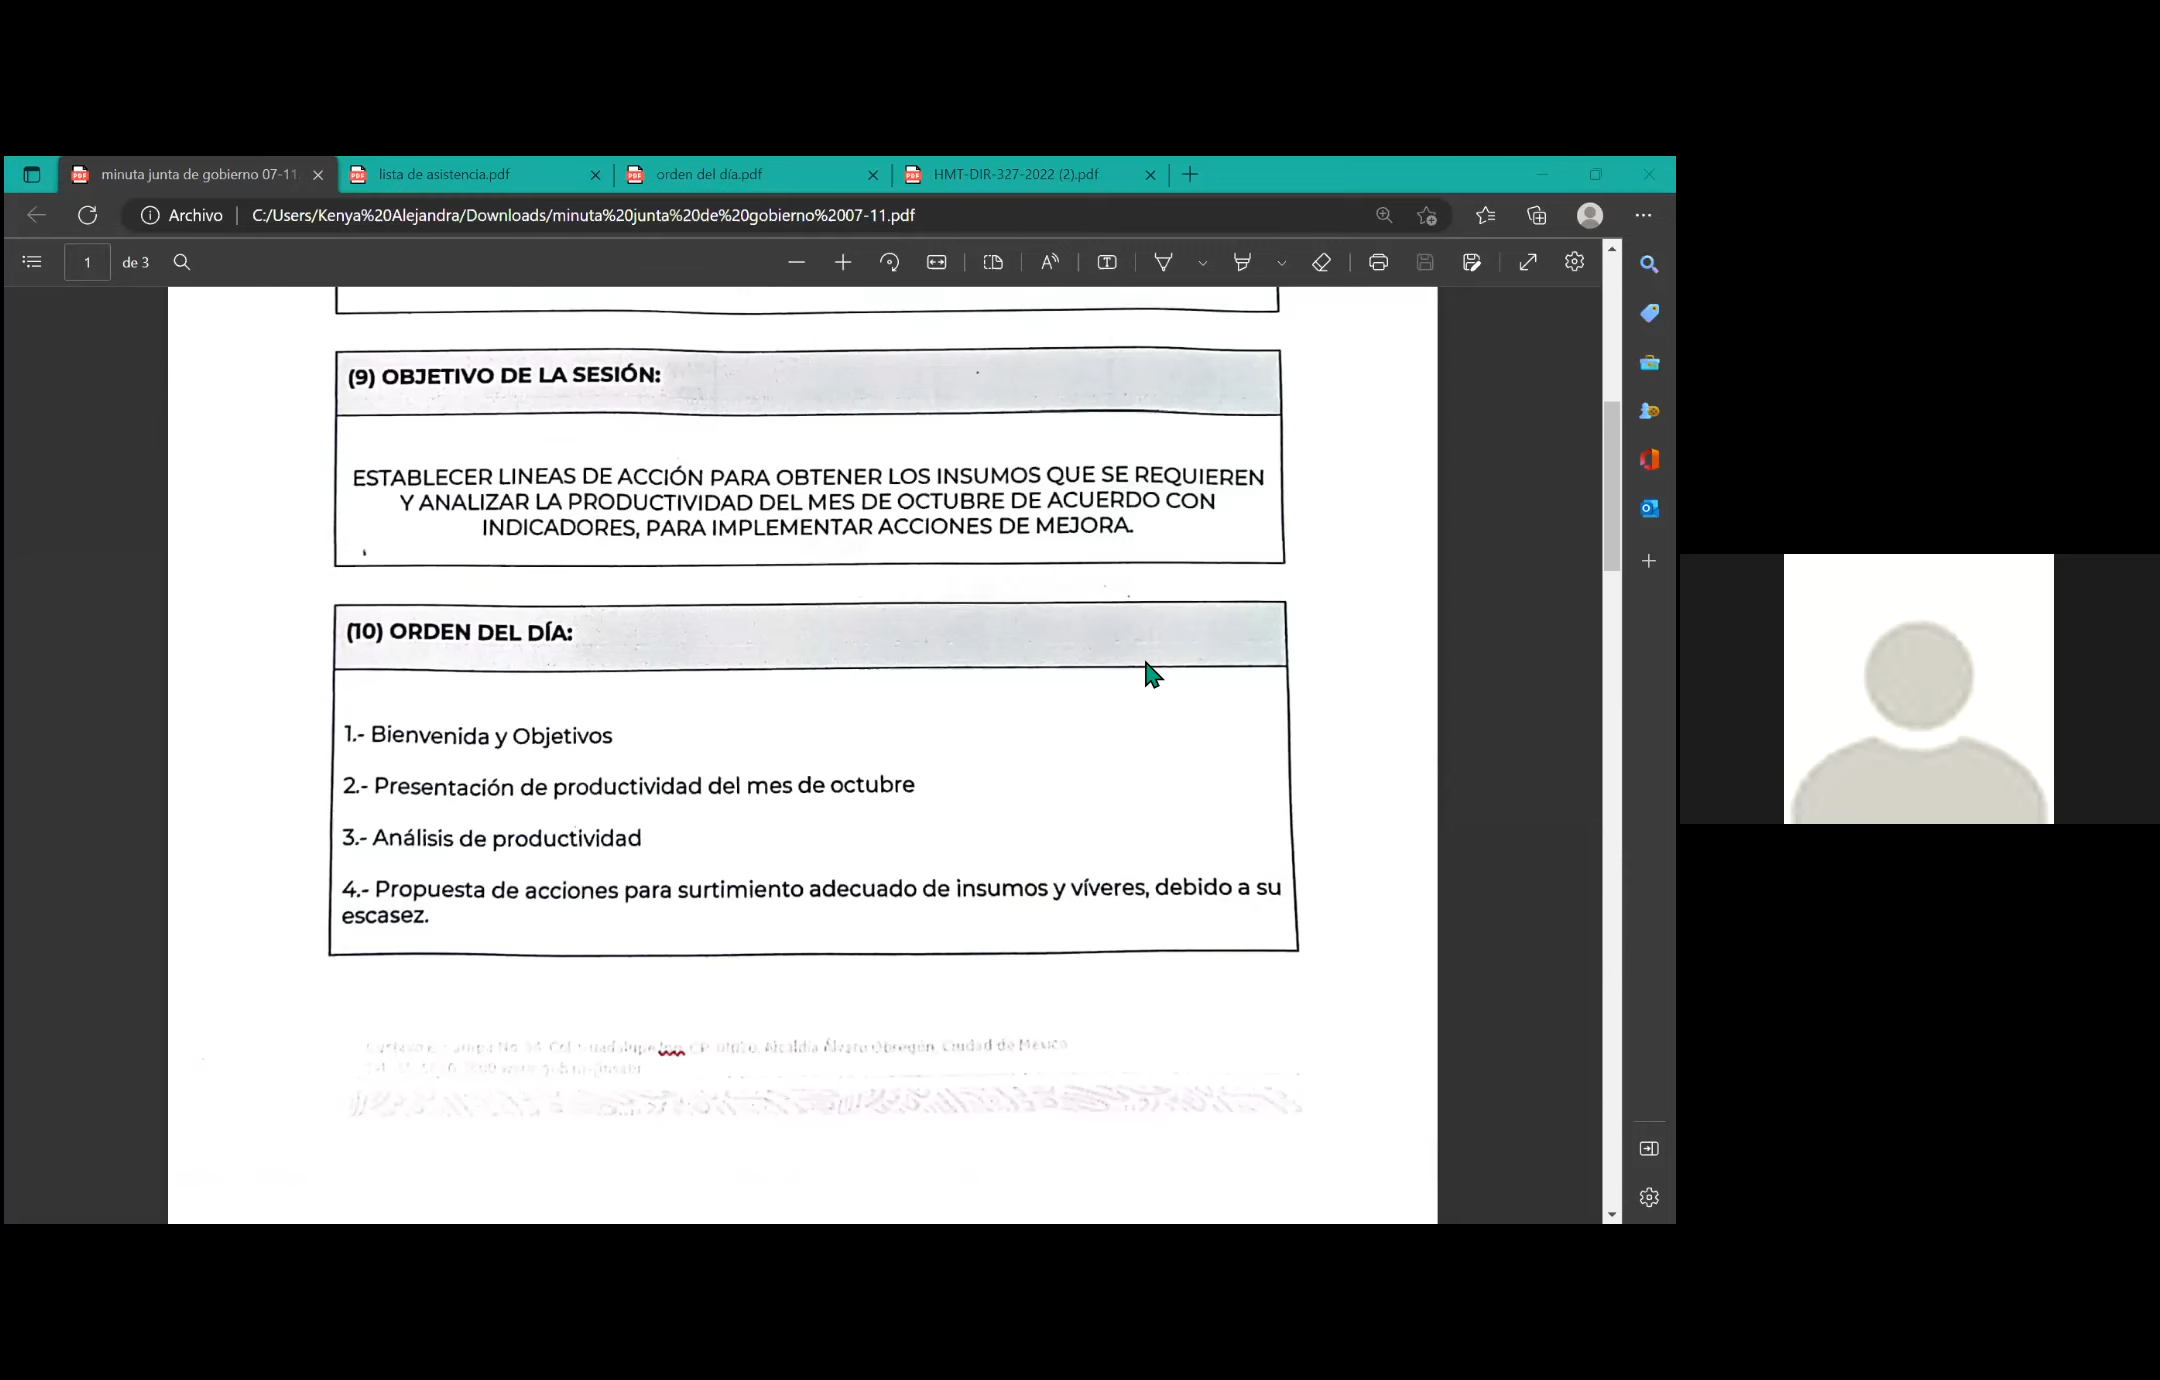 minuta junta de gobierno 07-11
lista de asistencia.pdf
orden del día.pdf
HMT-DIR-327-2022 (2).pdf
Archivo
C:/Users/Kenya%20Alejandra/Downloads/minuta%20junta%20de%20gobierno%2007-11.pdf
1
de 3
(9) OBJETIVO DE LA SESIÓN:
ESTABLECER LINEAS DE ACCIÓN PARA OBTENER LOS INSUMOS QUE SE REQUIEREN
Y ANALIZAR LA PRODUCTIVIDAD DEL MES DE OCTUBRE DE ACUERDO CON
INDICADORES, PARA IMPLEMENTAR ACCIONES DE MEJORA.
(10) ORDEN DEL DÍA:
1.- Bienvenida y Objetivos
2.- Presentación de productividad del mes de octubre
3.- Análisis de productividad
4.- Propuesta de acciones para surtimiento adecuado de insumos y víveres, debido a su
escasez.
Alcaldía Álvaro Obregón, Ciudad de México